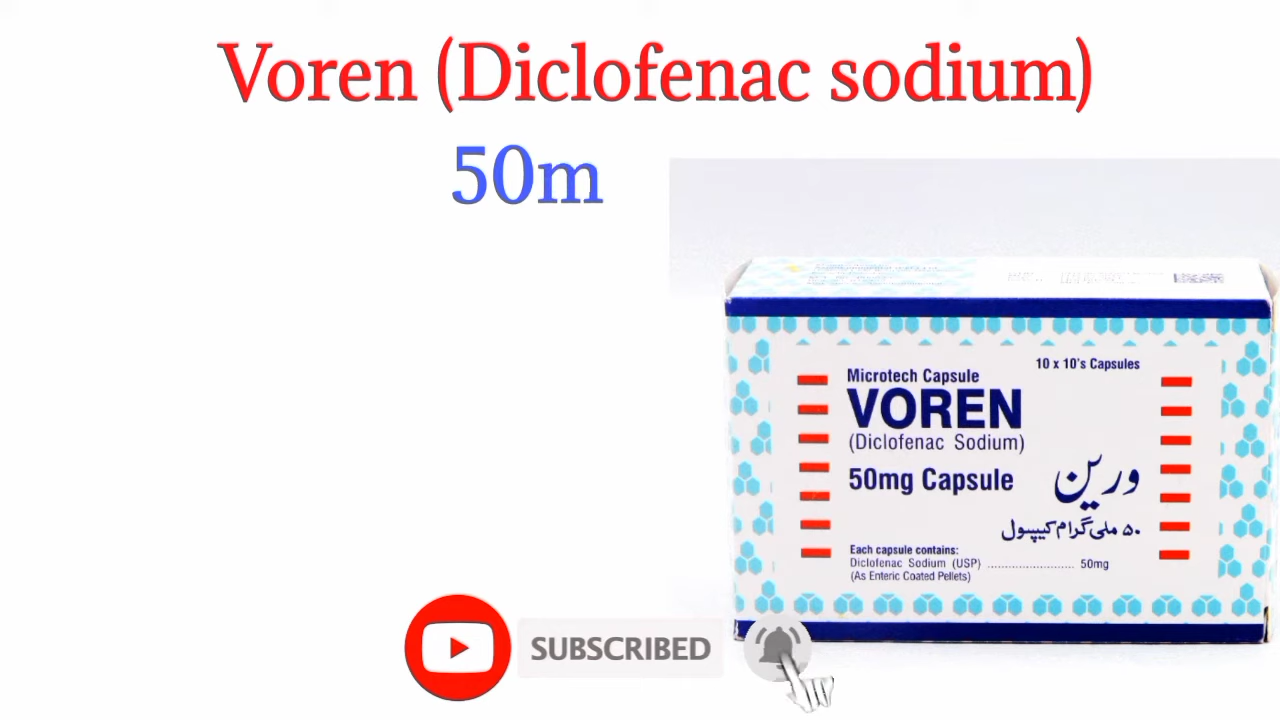 Voren (Diclofenac sodium)
50m
10 x 10's Capsules
Microtech Capsule
VOREN
(Diclofenac Sodium)
50mg Capsule
ورین
۵۰ ملی گرام کیپسول
Each capsule contains:
Diclofenac Sodium (USP) ........................ 50mg
(As Enteric Coated Pellets)
SUBSCRIBED